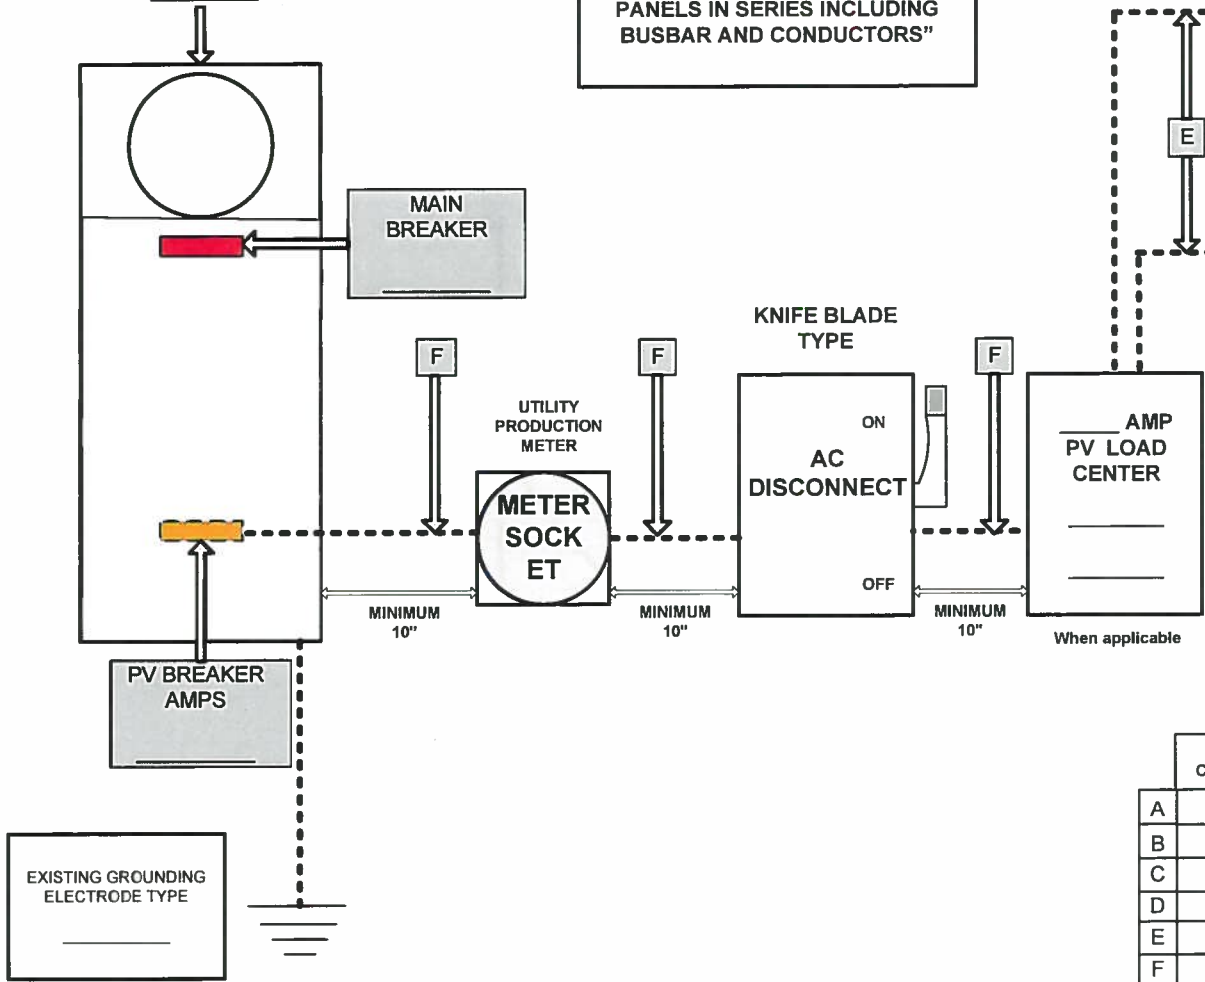 PANELS IN SERIES INCLUDING
BUSBAR AND CONDUCTORS”
E
MAIN
BREAKER
KNIFE BLADE
TYPE
F
F
F
UTILITY
PRODUCTION
METER
METER
SOCK
ET
ON
AC
DISCONNECT
OFF
_____ AMP
PV LOAD
CENTER
MINIMUM
10"
MINIMUM
10"
MINIMUM
10"
When applicable
PV BREAKER
AMPS
EXISTING GROUNDING
ELECTRODE TYPE
A
B
C
D
E
F